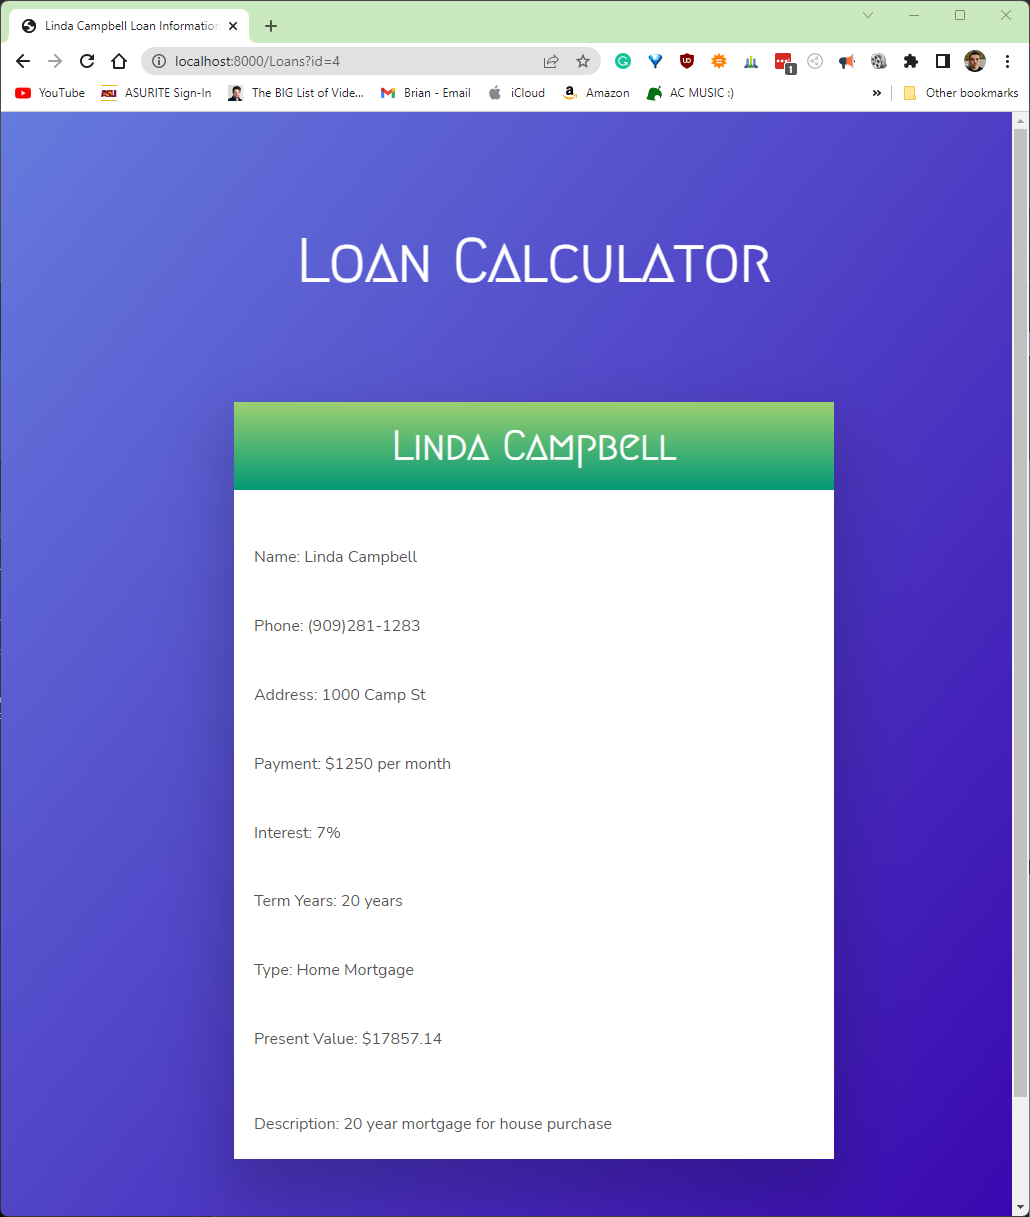 Linda Campbell Loan Information
localhost:8000/Loans?id=4
1
YouTube
ASU ASURITE Sign-In
The BIG List of Vide...
Brian - Email
iCloud
a Amazon
AC MUSIC :)
»
Other bookmarks
Loan Calculator
Linda Campbell
Name: Linda Campbell
Phone: (909)281-1283
Address: 1000 Camp St
Payment: $1250 per month
Interest: 7%
Term Years: 20 years
Type: Home Mortgage
Present Value: $17857.14
Description: 20 year mortgage for house purchase